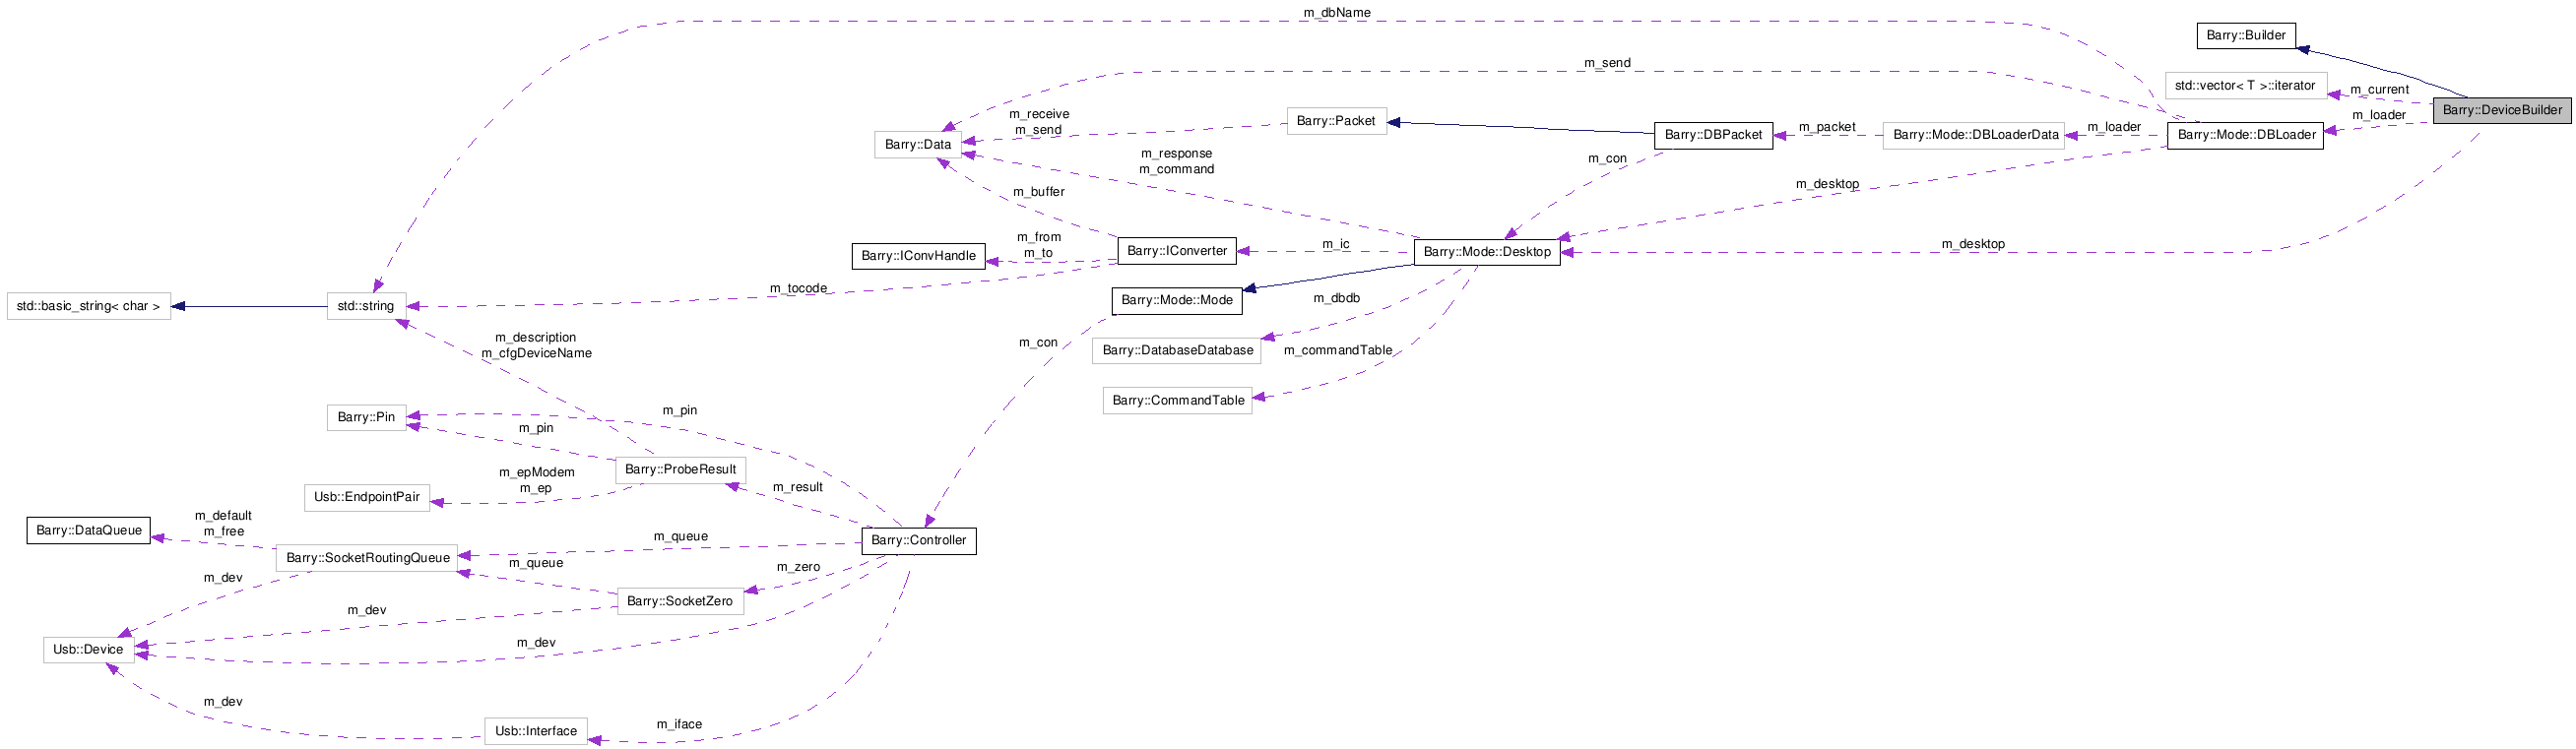 m_dbName
Barry::Builder
m_send
std::vector< T >::iterator
m_current
Barry::DeviceBuilder
m_receive
m_send
Barry::Packet
m_loader
Barry::Data
Barry::DBPacket
m_packet
Barry::Mode::DBLoaderData
m_loader
Barry::Mode::DBLoader
m_response
m_command
m_con
m_buffer
m_desktop
m_from
m_to
Barry::IConvHandle
Barry::IConverter
m_ic
Barry::Mode::Desktop
m_desktop
m_tocode
std::basic_string< char >
std::string
Barry::Mode::Mode
m_dbdb
m_description
m_cfgDeviceName
m_con
Barry::DatabaseDatabase
m_commandTable
Barry::CommandTable
Barry::Pin
m_pin
m_pin
Barry::ProbeResult
m_epModem
m_ep
Usb::EndpointPair
m_result
m_default
m_free
Barry::DataQueue
m_queue
Barry::Controller
Barry::SocketRoutingQueue
m_queue
m_zero
m_dev
Barry::SocketZero
m_dev
Usb::Device
m_dev
m_dev
Usb::Interface
m_iface